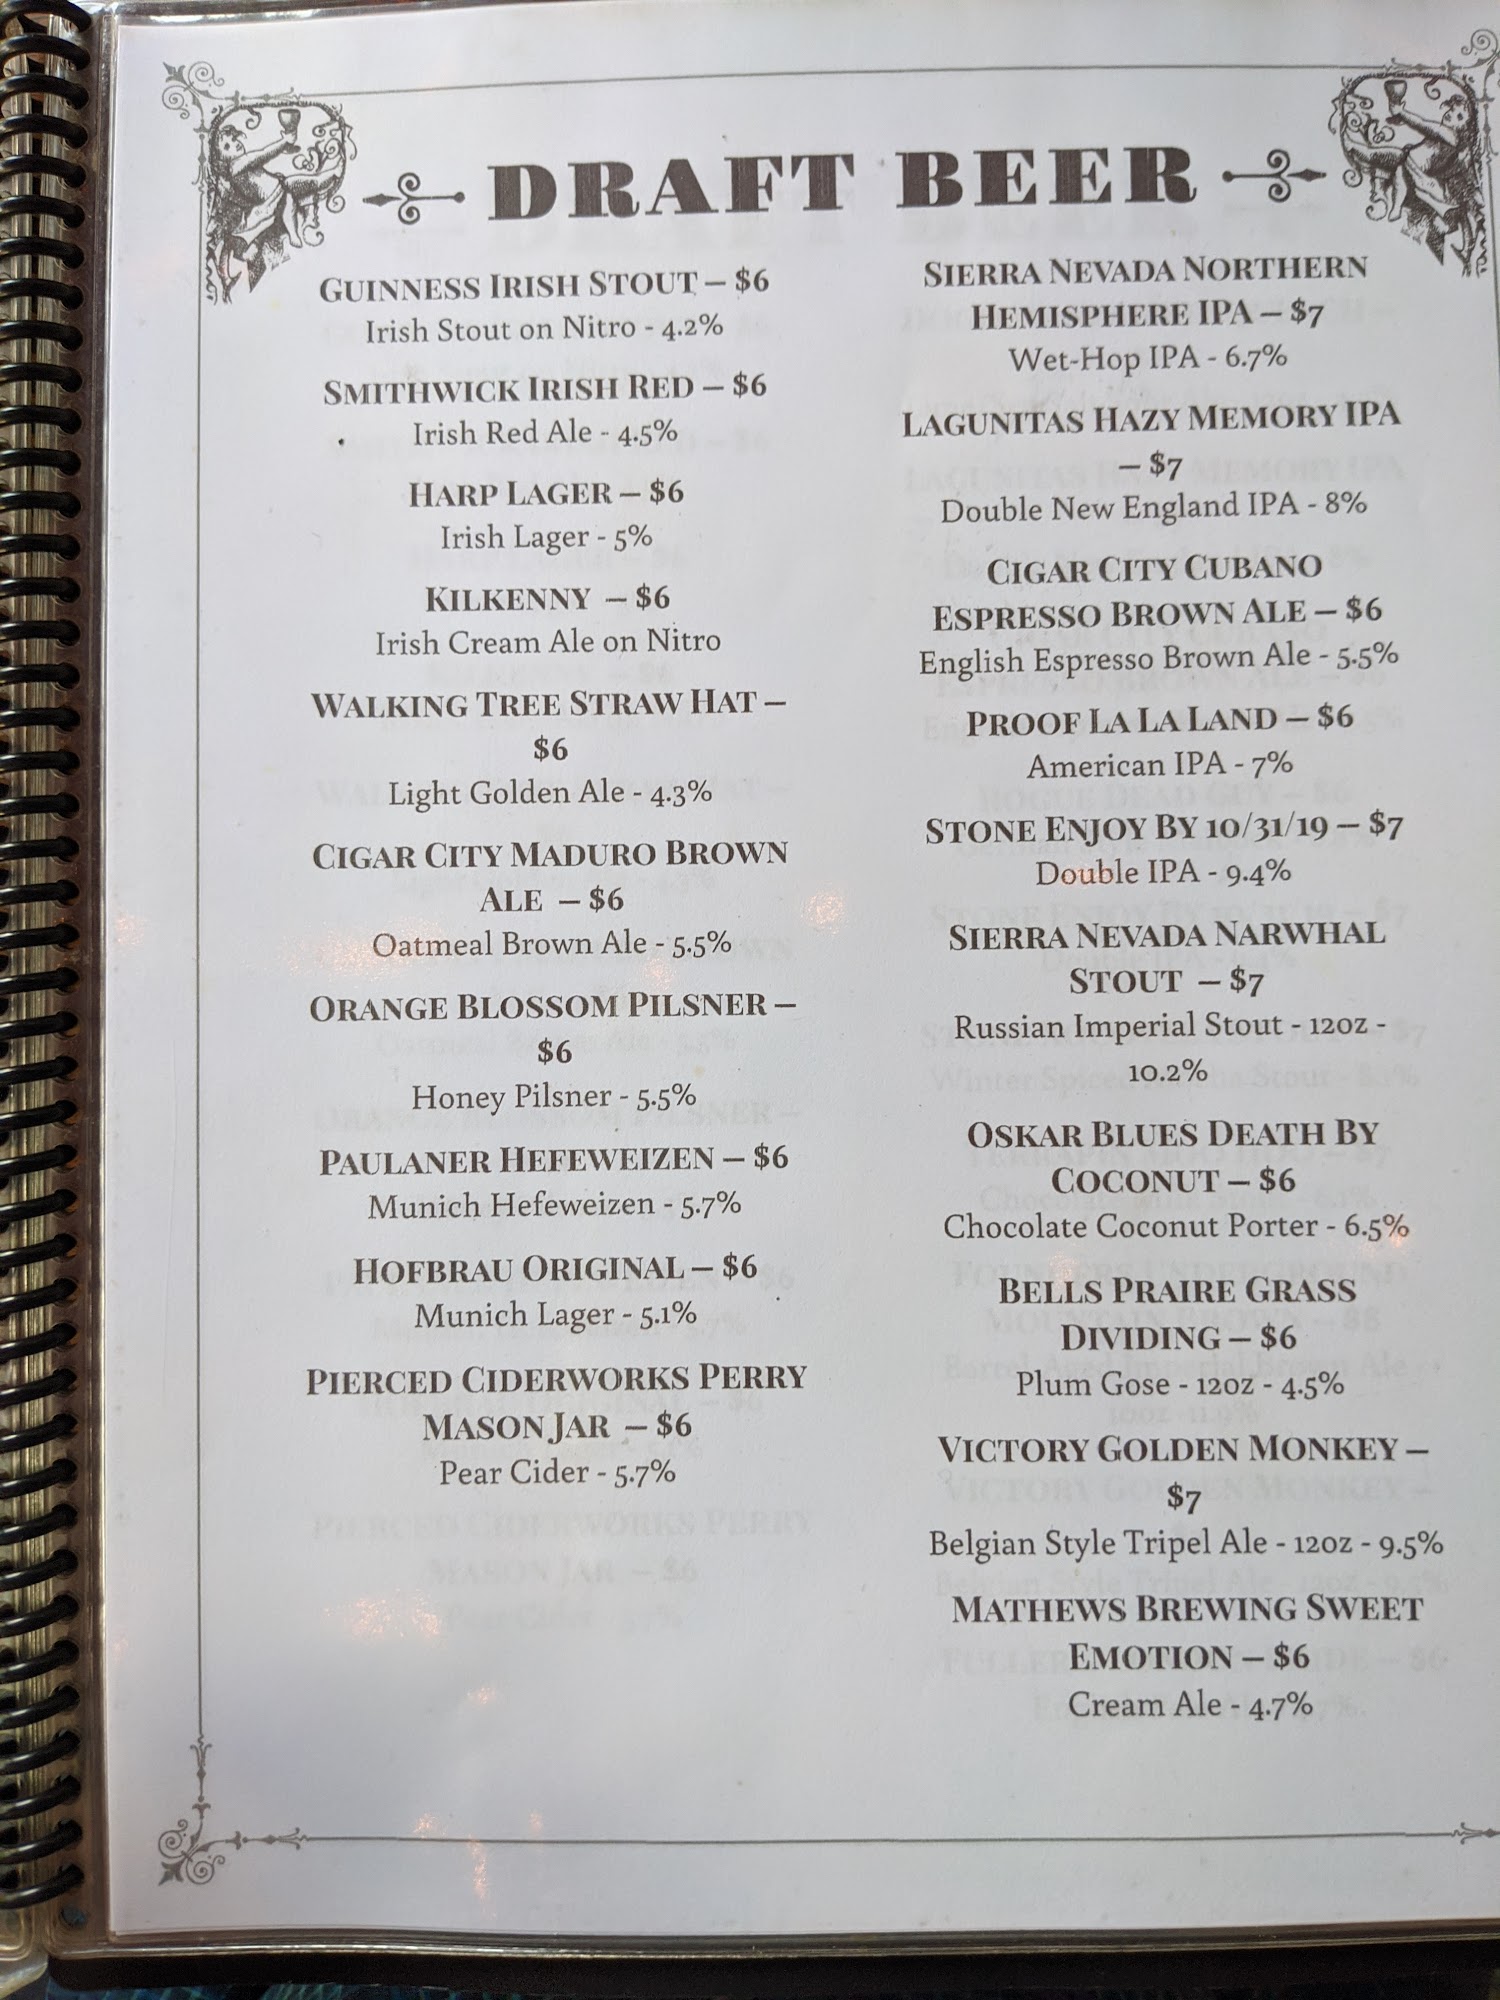 DRAFT BEER
GUINNESS IRISH STOUT – $6
Irish Stout on Nitro - 4.2%
SMITHWICK IRISH RED – $6
Irish Red Ale - 4.5%
HARP LAGER – $6
Irish Lager - 5%
KILKENNY – $6
Irish Cream Ale on Nitro
WALKING TREE STRAW HAT –
$6
Light Golden Ale - 4.3%
CIGAR CITY MADURO BROWN
ALE – $6
Oatmeal Brown Ale - 5.5%
ORANGE BLOSSOM PILSNER –
$6
Honey Pilsner - 5.5%
PAULANER HEFEWEIZEN – $6
Munich Hefeweizen - 5.7%
HOFBRAU ORIGINAL – $6
Munich Lager - 5.1%
PIERCED CIDERWORKS PERRY
MASON JAR – $6
Pear Cider - 5.7%
SIERRA NEVADA NORTHERN
HEMISPHERE IPA – $7
Wet-Hop IPA - 6.7%
LAGUNITAS HAZY MEMORY IPA
– $7
Double New England IPA - 8%
CIGAR CITY CUBANO
ESPRESSO BROWN ALE – $6
English Espresso Brown Ale - 5.5%
PROOF LA LA LAND – $6
American IPA - 7%
STONE ENJOY BY 10/31/19 – $7
Double IPA - 9.4%
SIERRA NEVADA NARWHAL
STOUT – $7
Russian Imperial Stout - 12oz -
10.2%
OSKAR BLUES DEATH BY
COCONUT – $6
Chocolate Coconut Porter - 6.5%
BELLS PRAIRE GRASS
DIVIDING – $6
Plum Gose - 12oz - 4.5%
VICTORY GOLDEN MONKEY –
$7
Belgian Style Tripel Ale - 12oz - 9.5%
MATHEWS BREWING SWEET
EMOTION – $6
Cream Ale - 4.7%